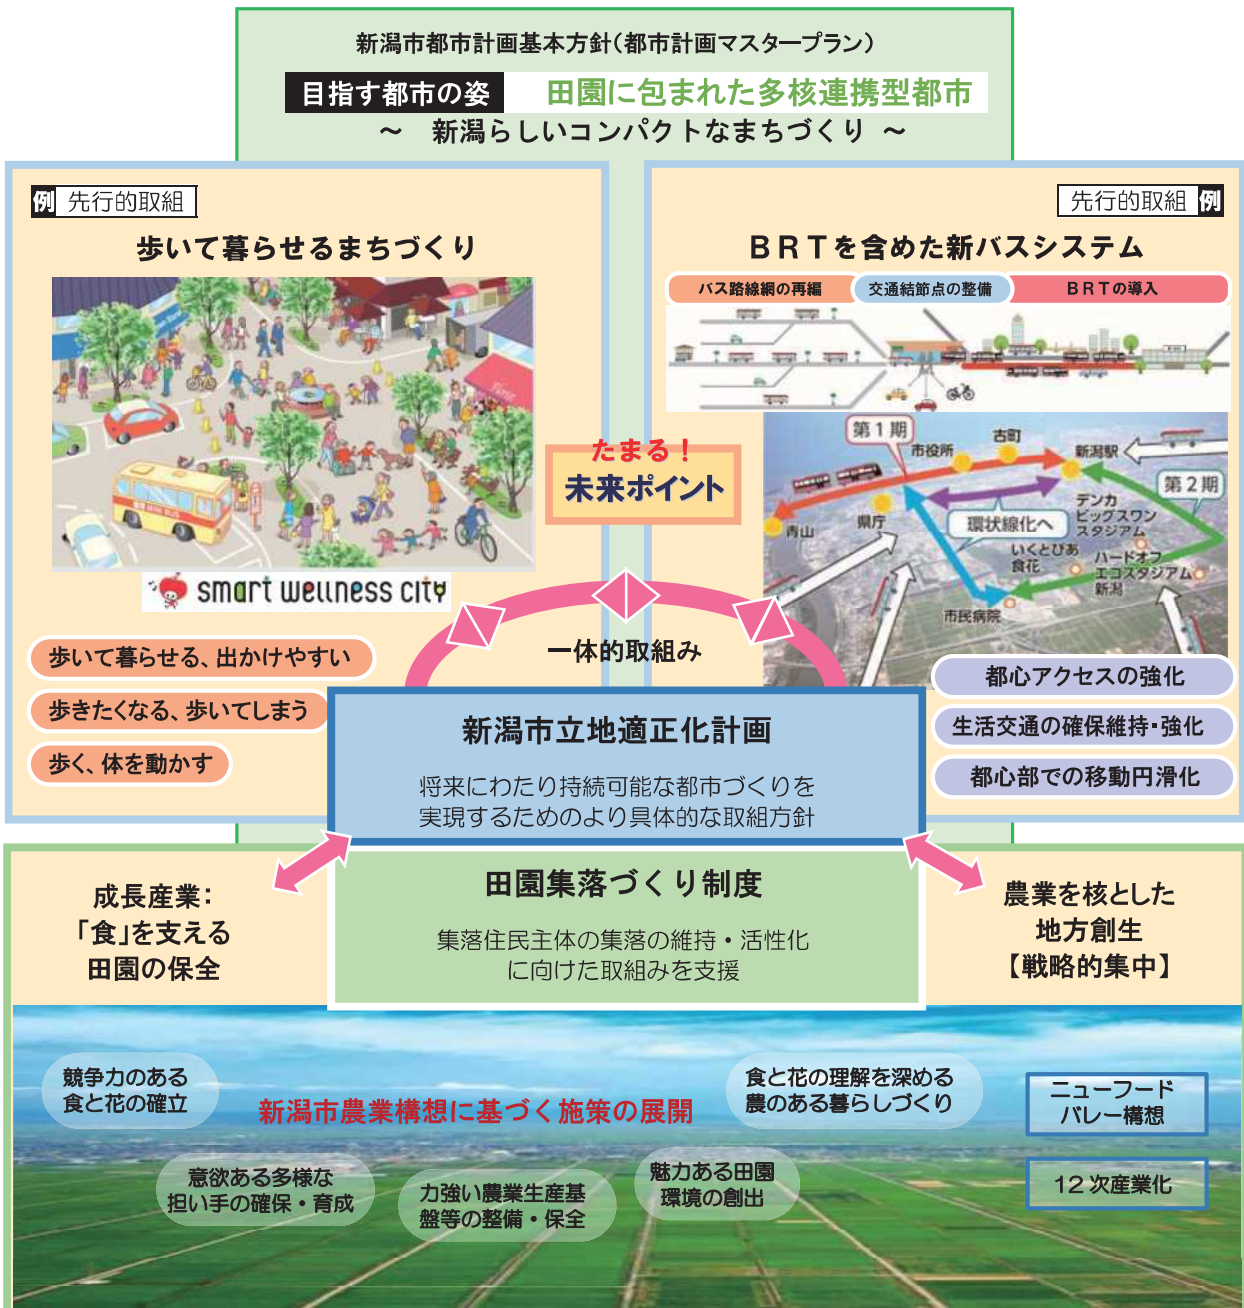 新潟市都市計画基本方針（都市計画マスタープラン）
目指す都市の姿
田園に包まれた多核連携型都市
～　新潟らしいコンパクトなまちづくり　～
例 先行的取組
歩いて暮らせるまちづくり
smart wellness city
歩いて暮らせる、出かけやすい
歩きたくなる、歩いてしまう
歩く、体を動かす
先行的取組 例
ＢＲＴを含めた新バスシステム
バス路線網の再編
交通結節点の整備
ＢＲＴの導入
第１期
市役所
古町
新潟駅
第２期
青山
県庁
環状線化へ
デンカ
ビッグスワン
スタジアム
いくとぴあ
食花
ハードオフ
エコスタジアム
新潟
市民病院
都心アクセスの強化
生活交通の確保維持・強化
都心部での移動円滑化
たまる！
未来ポイント
一体的取組み
新潟市立地適正化計画
将来にわたり持続可能な都市づくりを
実現するためのより具体的な取組方針
田園集落づくり制度
集落住民主体の集落の維持・活性化
に向けた取組みを支援
成長産業：
「食」を支える
田園の保全
農業を核とした
地方創生
【戦略的集中】
競争力のある
食と花の確立
新潟市農業構想に基づく施策の展開
食と花の理解を深める
農のある暮らしづくり
ニューフード
バレー構想
意欲ある多様な
担い手の確保・育成
力強い農業生産基
盤等の整備・保全
魅力ある田園
環境の創出
12 次産業化